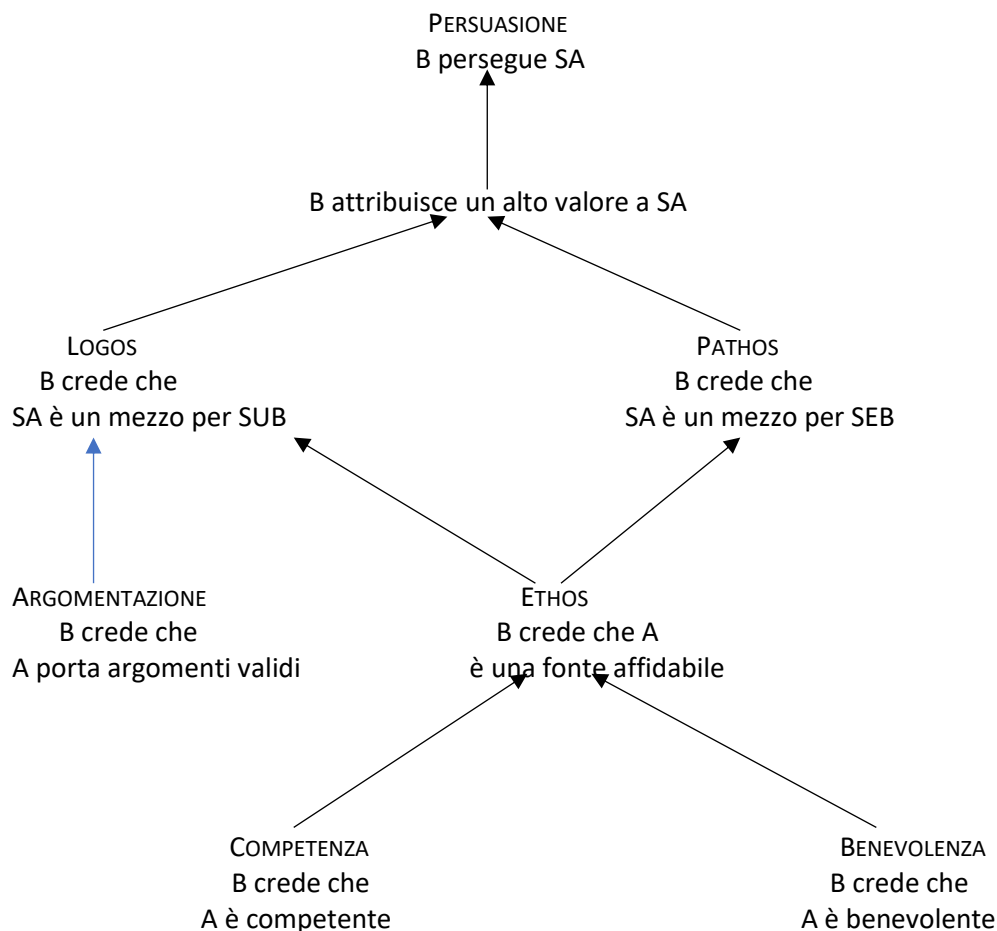 PERSUASIONE
B persegue SA
B attribuisce un alto valore a SA
LOGOS
B crede che
SA è un mezzo per SUB
PATHOS
B crede che
SA è un mezzo per SEB
ARGOMENTAZIONE
B crede che
A porta argomenti validi
ETHOS
B crede che A
è una fonte affidabile
COMPETENZA
B crede che
A è competente
BENEVOLENZA
B crede che
A è benevolente